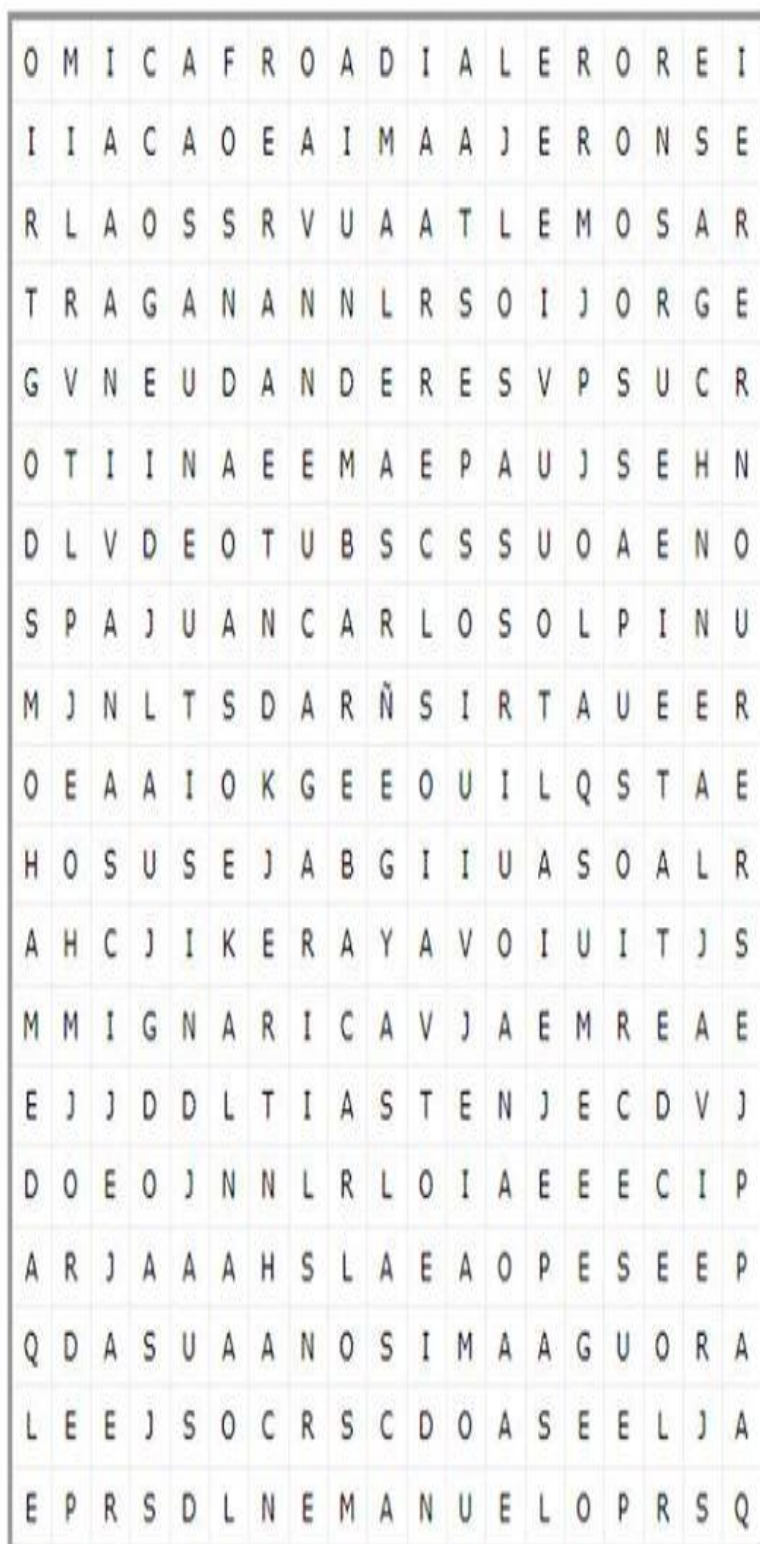 O M I C A F R O A D I A L E R O R E I
I I A C A O E A I M A A J E R O N S E
R L A O S S R V U A A T L E M O S A R
T R A G A N A N N L R S O I J O R G E
G V N E U D A N D E R E S V P S U C R
O T I I N A E E M A E P A U J S E H N
D L V D E O T U B S C S S U O A E N O
S P A J U A N C A R L O S O L P I N U
M J N L T S D A R Ñ S I R T A U E E R
O E A A I O K G E E O U I L Q S T A E
H O S U S E J A B G I I U A S O A L R
A H C J I K E R A Y A V O I U I T J S
M M I G N A R I C A V J A E M R E A E
E J J D D L T I A S T E N J E C D V J
D O E O J N N L R L O I A E E E C I P
A R J A A A H S L A E A O P E S E E P
Q D A S U A A N O S I M A A G U O R A
L E E J S O C R S C D O A S E E L J A
E P R S D L N E M A N U E L O P R S Q